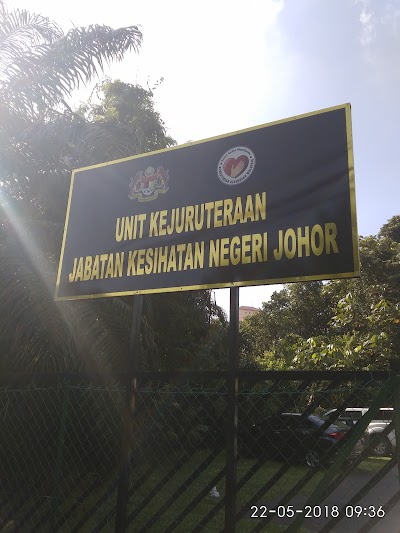 UNIT KEJURUTERAAN
JABATAN KESIHATAN NEGERI JOHOR
22-05-2018 09:36